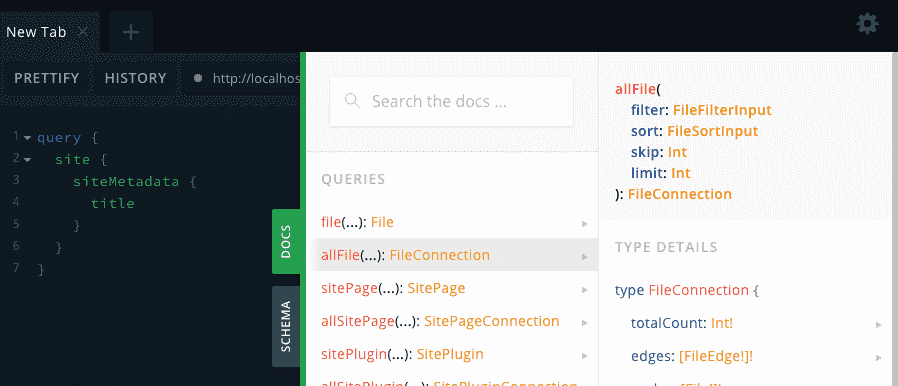 New Tab
PRETTIFY HISTORY http://localhos
1 query {
2 site {
3 siteMetadata {
4 title
5 }
6 }
7 }
DOCS
SCHEMA
Search the docs ...
QUERIES
file(...): File
allFile(...): FileConnection
sitePage(...): SitePage
allSitePage(...): SitePageConnection
sitePlugin(...): SitePlugin
allSitePlugin(...): SitePluginConnection
allFile(
filter: FileFilterInput
sort: FileSortInput
skip: Int
limit: Int
): FileConnection
TYPE DETAILS
type FileConnection {
totalCount: Int!
edges: [FileEdge!]!